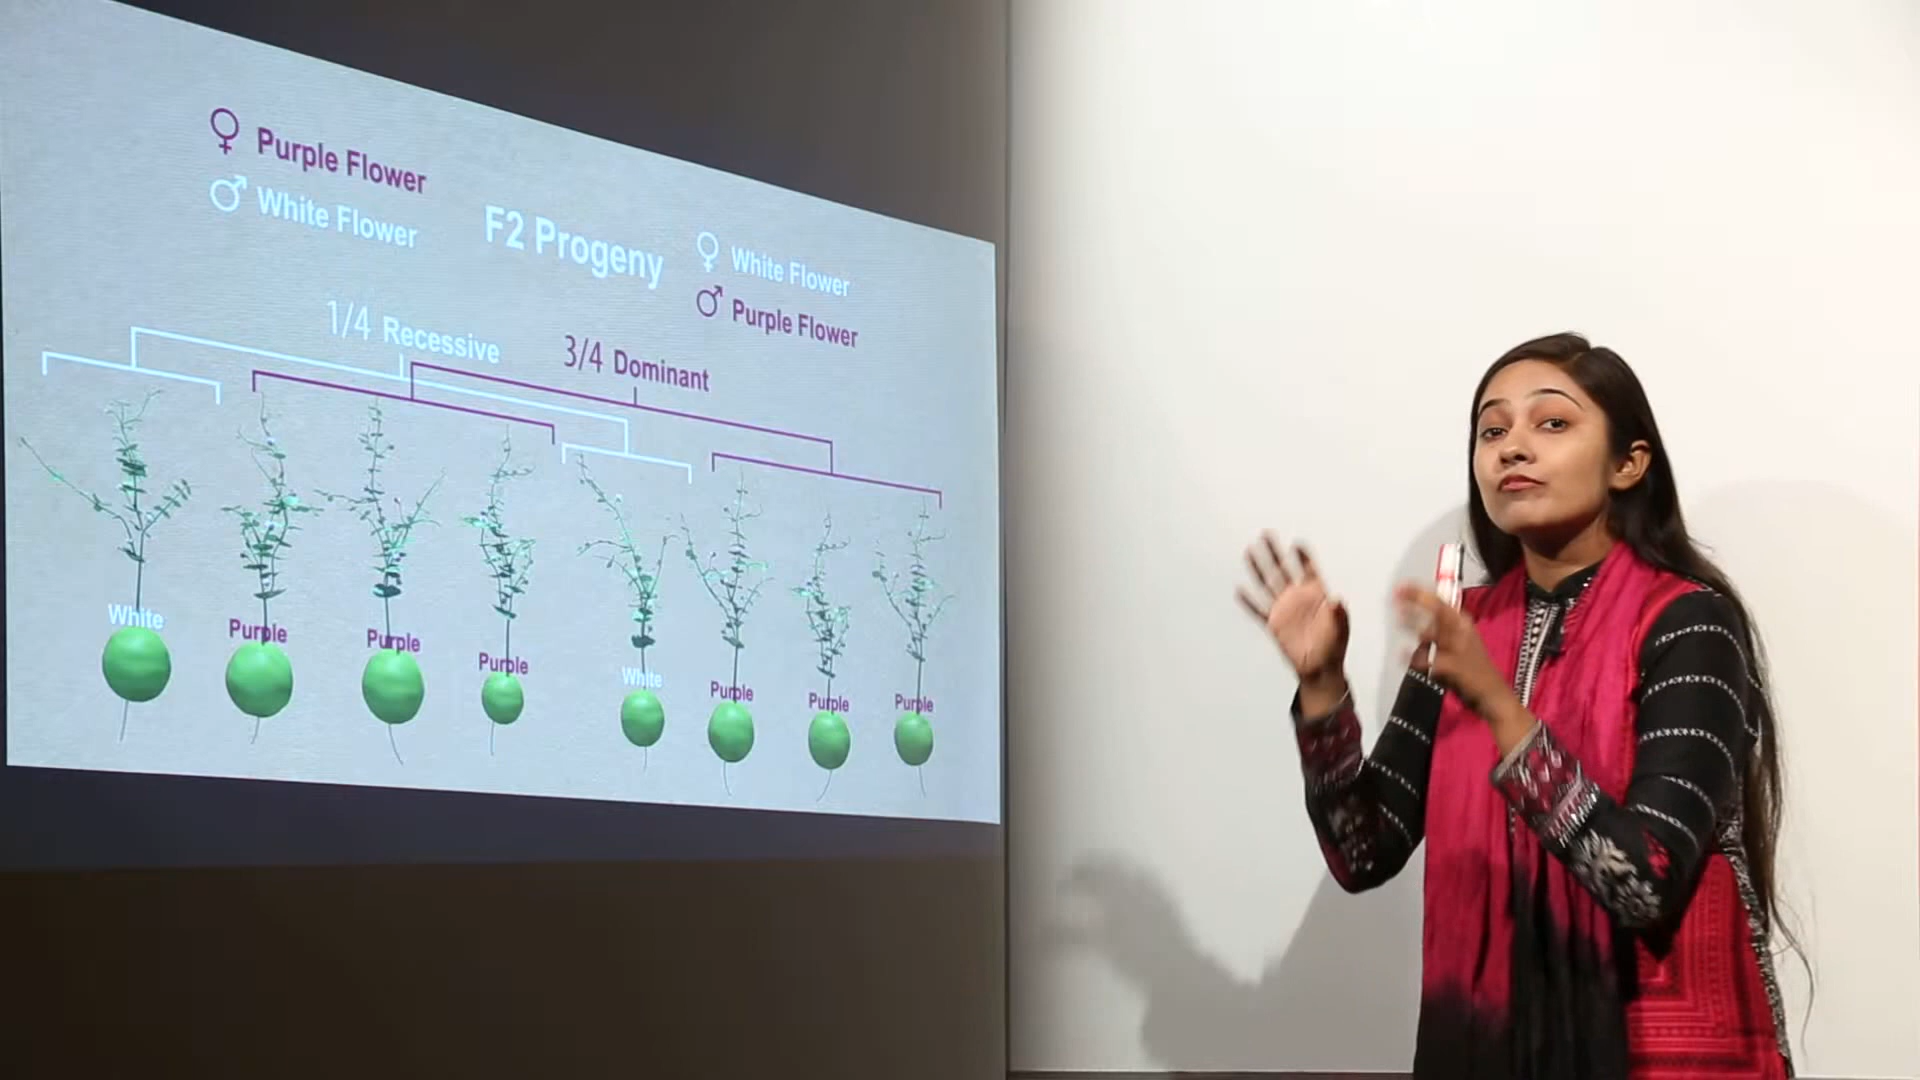 ♀ Purple Flower
♂ White Flower
F2 Progeny
♀ White Flower
♂ Purple Flower
1/4 Recessive
3/4 Dominant
White
Purple
Purple
Purple
White
Purple
Purple
Purple